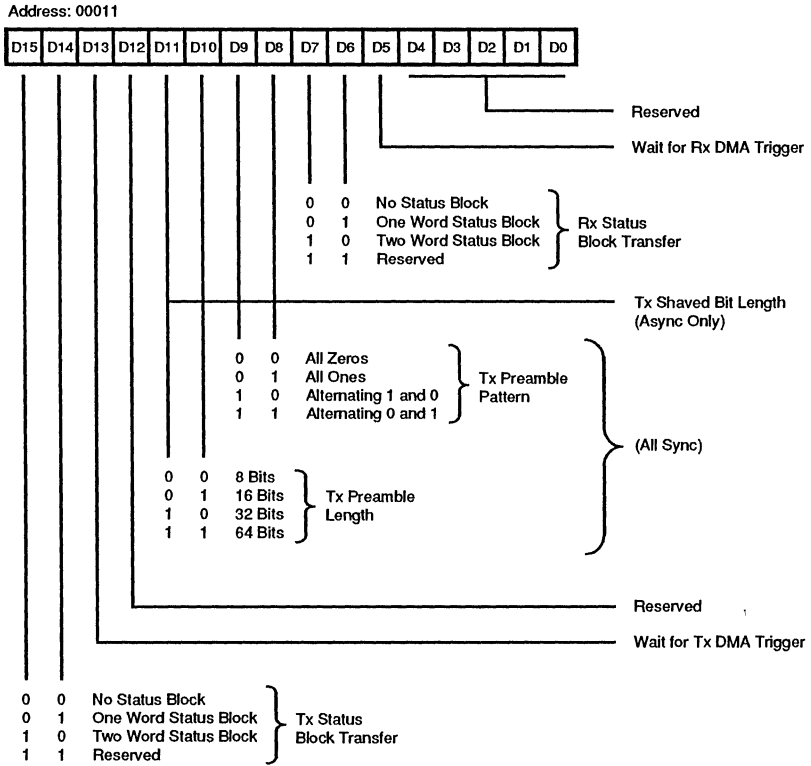 Address: 00011
D15 D14 D13 D12 D11 D10 D9 D8 D7 D6 D5 D4 D3 D2 D1 D0
Reserved
Wait for Rx DMA Trigger
0 0 No Status Block
0 1 One Word Status Block
1 0 Two Word Status Block
1 1 Reserved
Rx Status
Block Transfer
Tx Shaved Bit Length
(Async Only)
0 0 All Zeros
0 1 All Ones
1 0 Alternating 1 and 0
1 1 Alternating 0 and 1
Tx Preamble
Pattern
(All Sync)
0 0 8 Bits
0 1 16 Bits
1 0 32 Bits
1 1 64 Bits
Tx Preamble
Length
Reserved
Wait for Tx DMA Trigger
0 0 No Status Block
0 1 One Word Status Block
1 0 Two Word Status Block
1 1 Reserved
Tx Status
Block Transfer